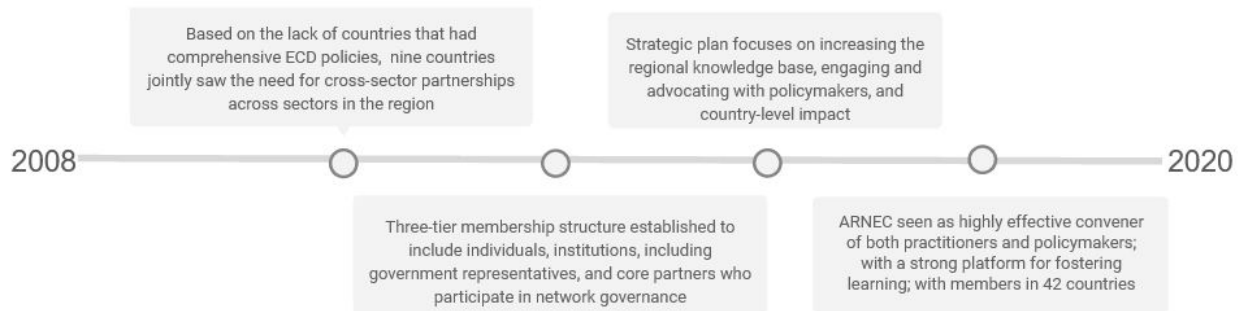 Based on the lack of countries that had
comprehensive ECD policies, nine countries
jointly saw the need for cross-sector partnerships
across sectors in the region
Strategic plan focuses on increasing the
regional knowledge base, engaging and
advocating with policymakers, and
country-level impact
2008
2020
Three-tier membership structure established to
include individuals, institutions, including
government representatives, and core partners who
participate in network governance
ARNEC seen as highly effective convener
of both practitioners and policymakers;
with a strong platform for fostering
learning; with members in 42 countries